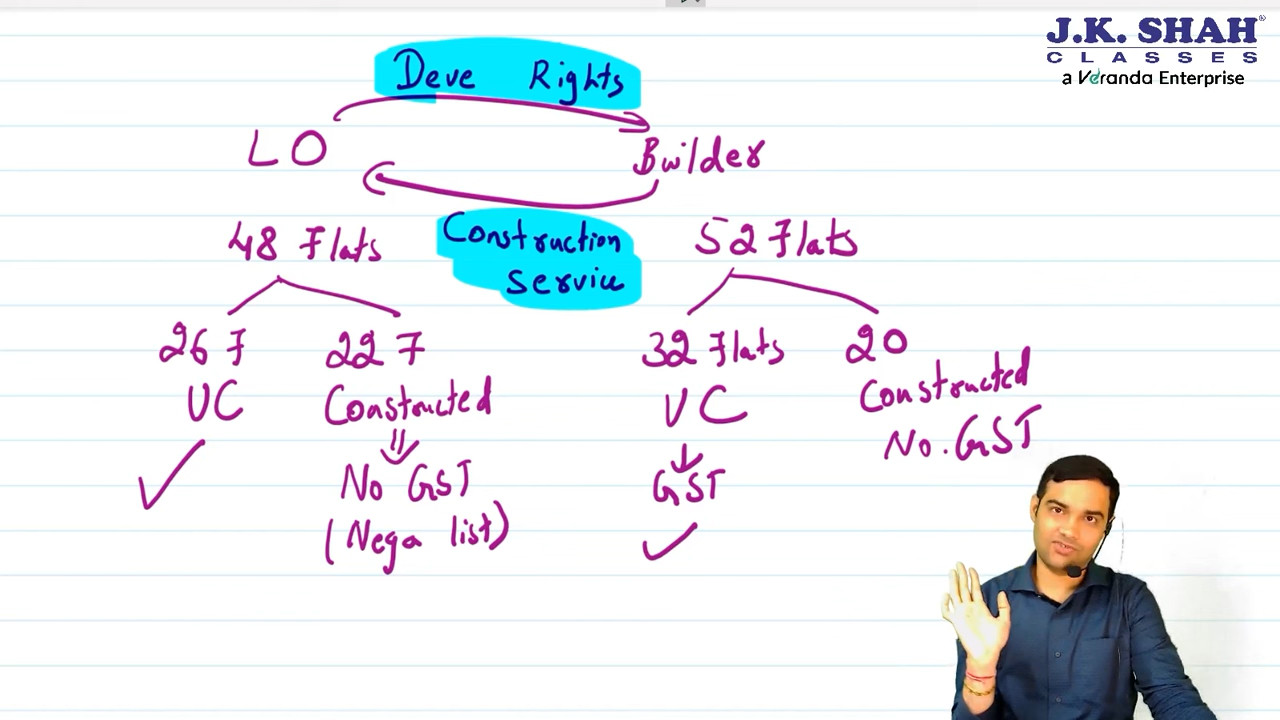 J.K. SHAH®
CLASSES
a Veranda Enterprise
Deve Rights
LO
Builder
Construction
Service
48 Flats
52 Flats
26 F
22 F
32 Flats
20
UC
Constructed
UC
Constructed
No GST
GST
No. GST
(Nega list)